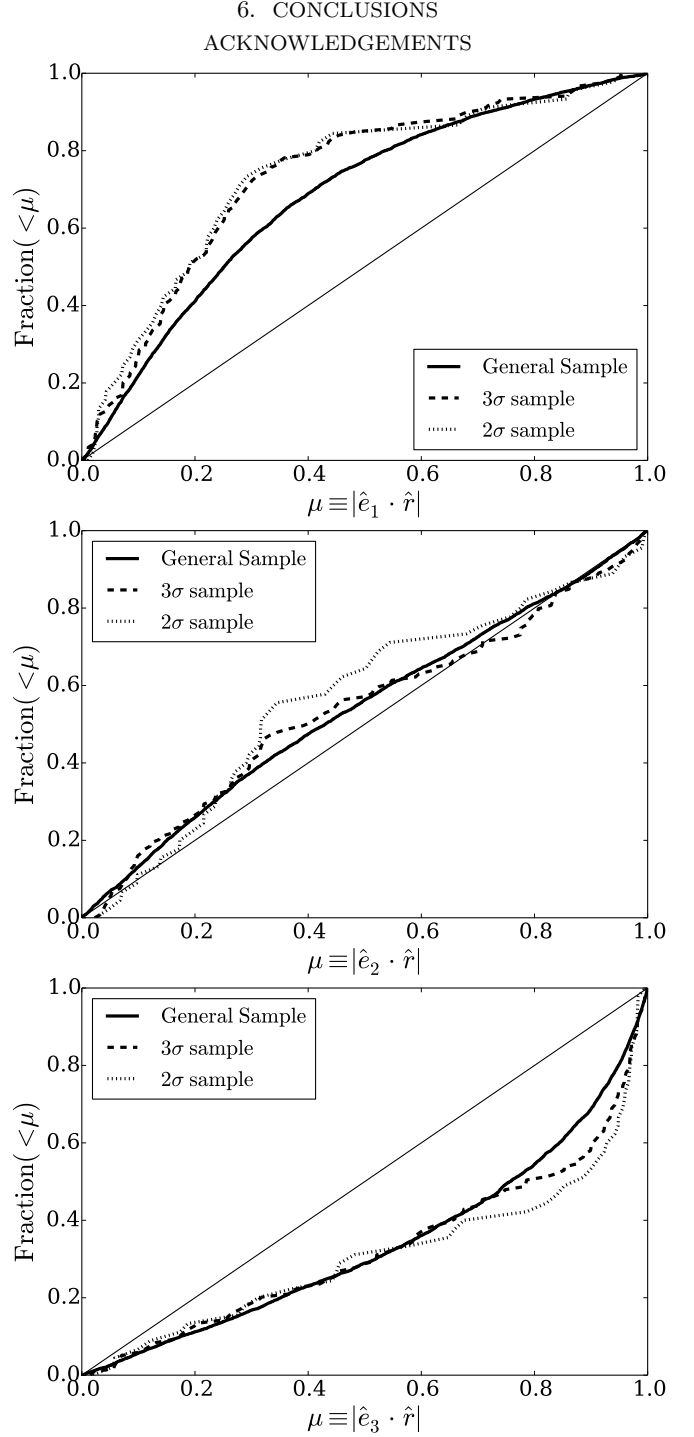 6. CONCLUSIONS
ACKNOWLEDGEMENTS
1.0
0.8
0.6
0.4
0.2
0.0
Fraction( <μ)
General Sample
3σ sample
2σ sample
0.0 0.2 0.4 0.6 0.8 1.0
μ ≡|ê₁ · r̂|
1.0
0.8
0.6
0.4
0.2
0.0
Fraction( <μ)
General Sample
3σ sample
2σ sample
0.0 0.2 0.4 0.6 0.8 1.0
μ ≡|ê₂ · r̂|
1.0
0.8
0.6
0.4
0.2
0.0
Fraction( <μ)
General Sample
3σ sample
2σ sample
0.0 0.2 0.4 0.6 0.8 1.0
μ ≡|ê₃ · r̂|